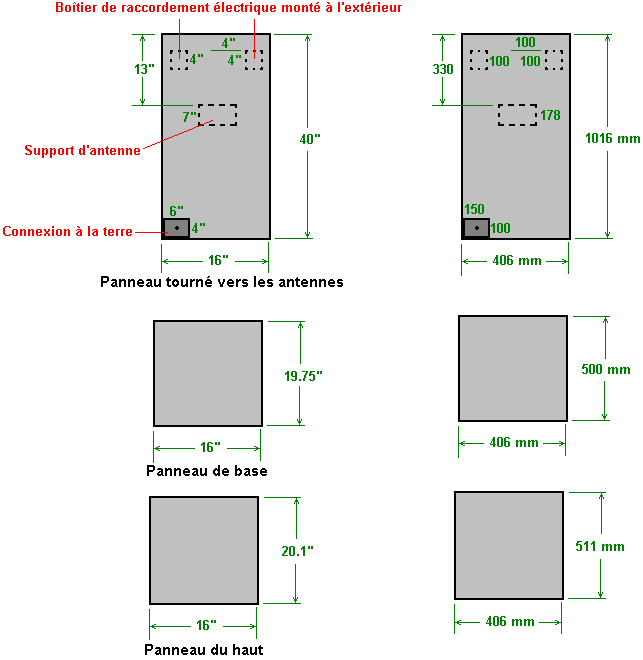 Boîtier de raccordement électrique monté à l'extérieur
4" 100
4" 4" 100 100
13" 330
7" 178
40" 1016 mm
Support d'antenne
6" 150
Connexion à la terre 4" 100
16" 406 mm
Panneau tourné vers les antennes
19.75" 500 mm
16" 406 mm
Panneau de base
20.1" 511 mm
16" 406 mm
Panneau du haut